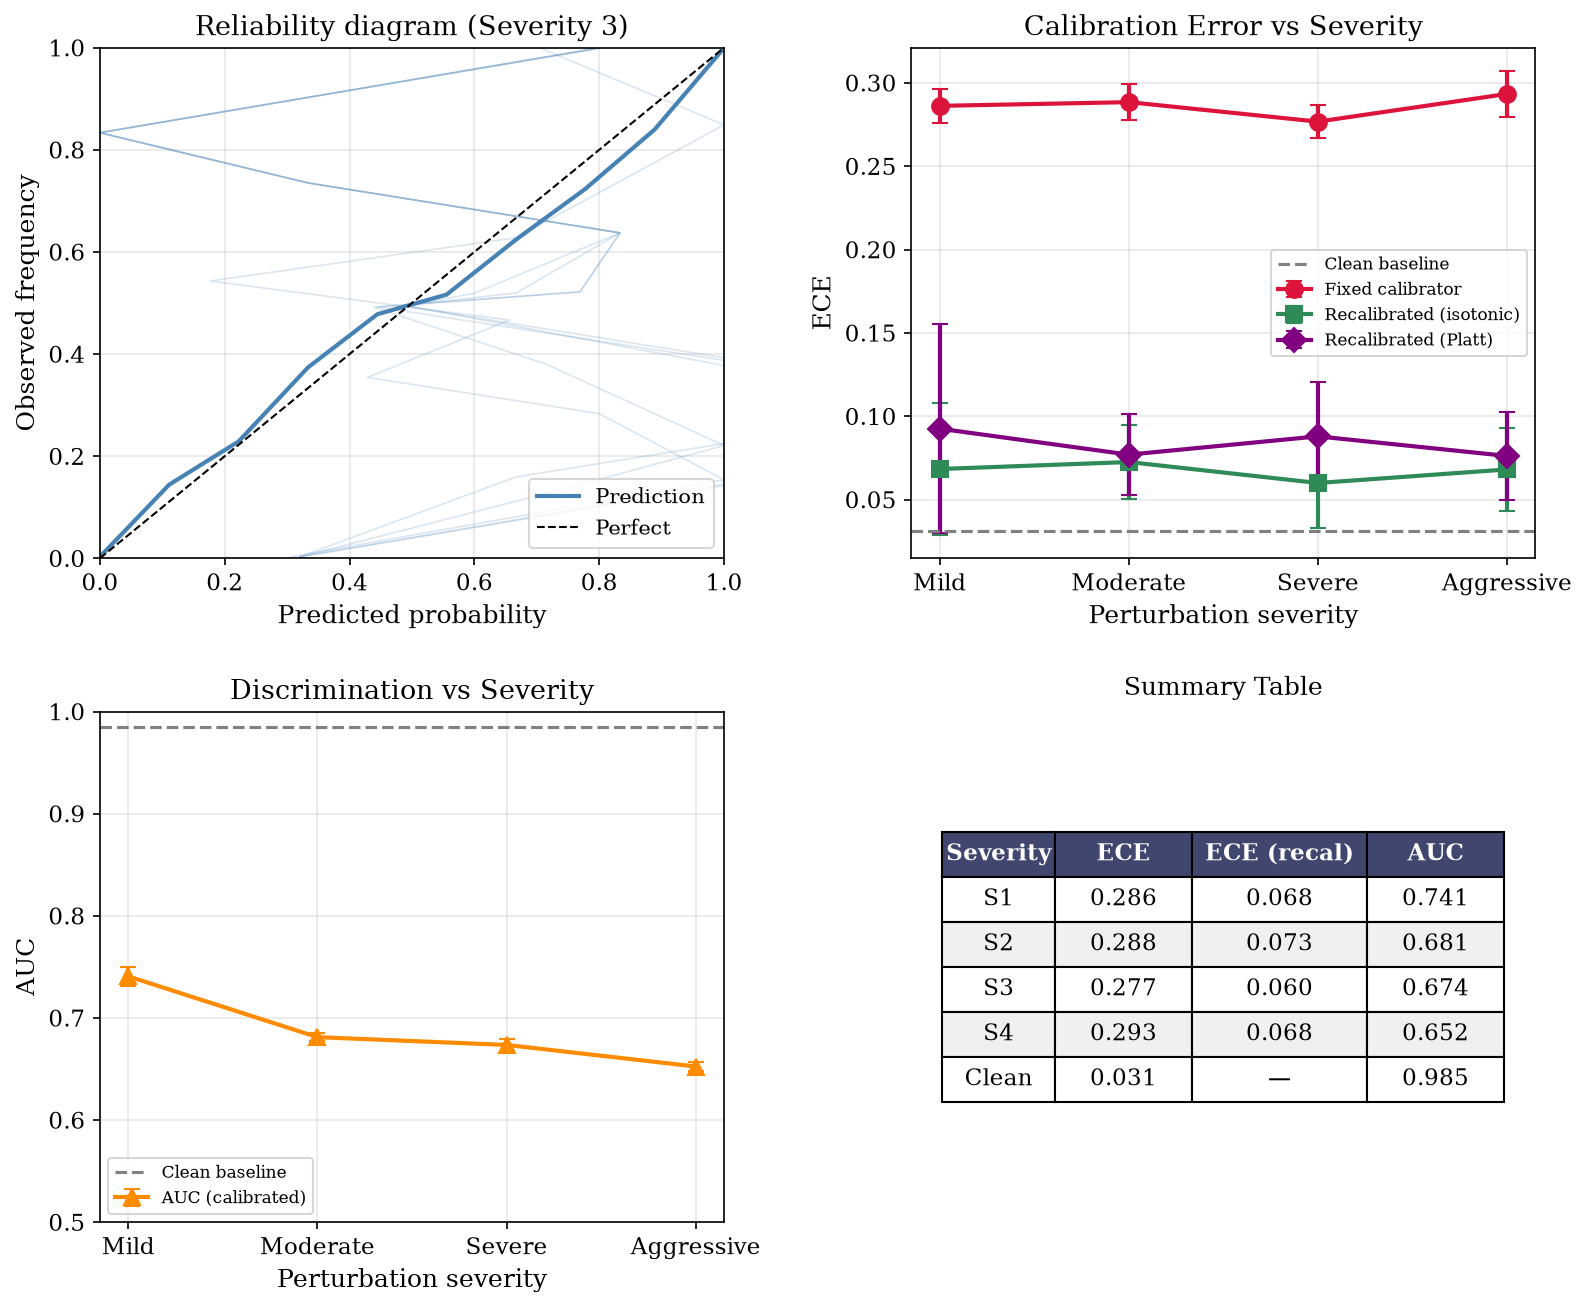 Reliability diagram (Severity 3)
1.0
0.8
0.6
0.4
0.2
0.0
Observed frequency
0.0 0.2 0.4 0.6 0.8 1.0
Predicted probability
Prediction
Perfect
Calibration Error vs Severity
0.30
0.25
0.20
0.15
0.10
0.05
ECE
Mild Moderate Severe Aggressive
Perturbation severity
Clean baseline
Fixed calibrator
Recalibrated (isotonic)
Recalibrated (Platt)
Discrimination vs Severity
1.0
0.9
0.8
0.7
0.6
0.5
AUC
Mild Moderate Severe Aggressive
Perturbation severity
Clean baseline
AUC (calibrated)
Summary Table
Severity ECE ECE (recal) AUC
S1 0.286 0.068 0.741
S2 0.288 0.073 0.681
S3 0.277 0.060 0.674
S4 0.293 0.068 0.652
Clean 0.031 — 0.985